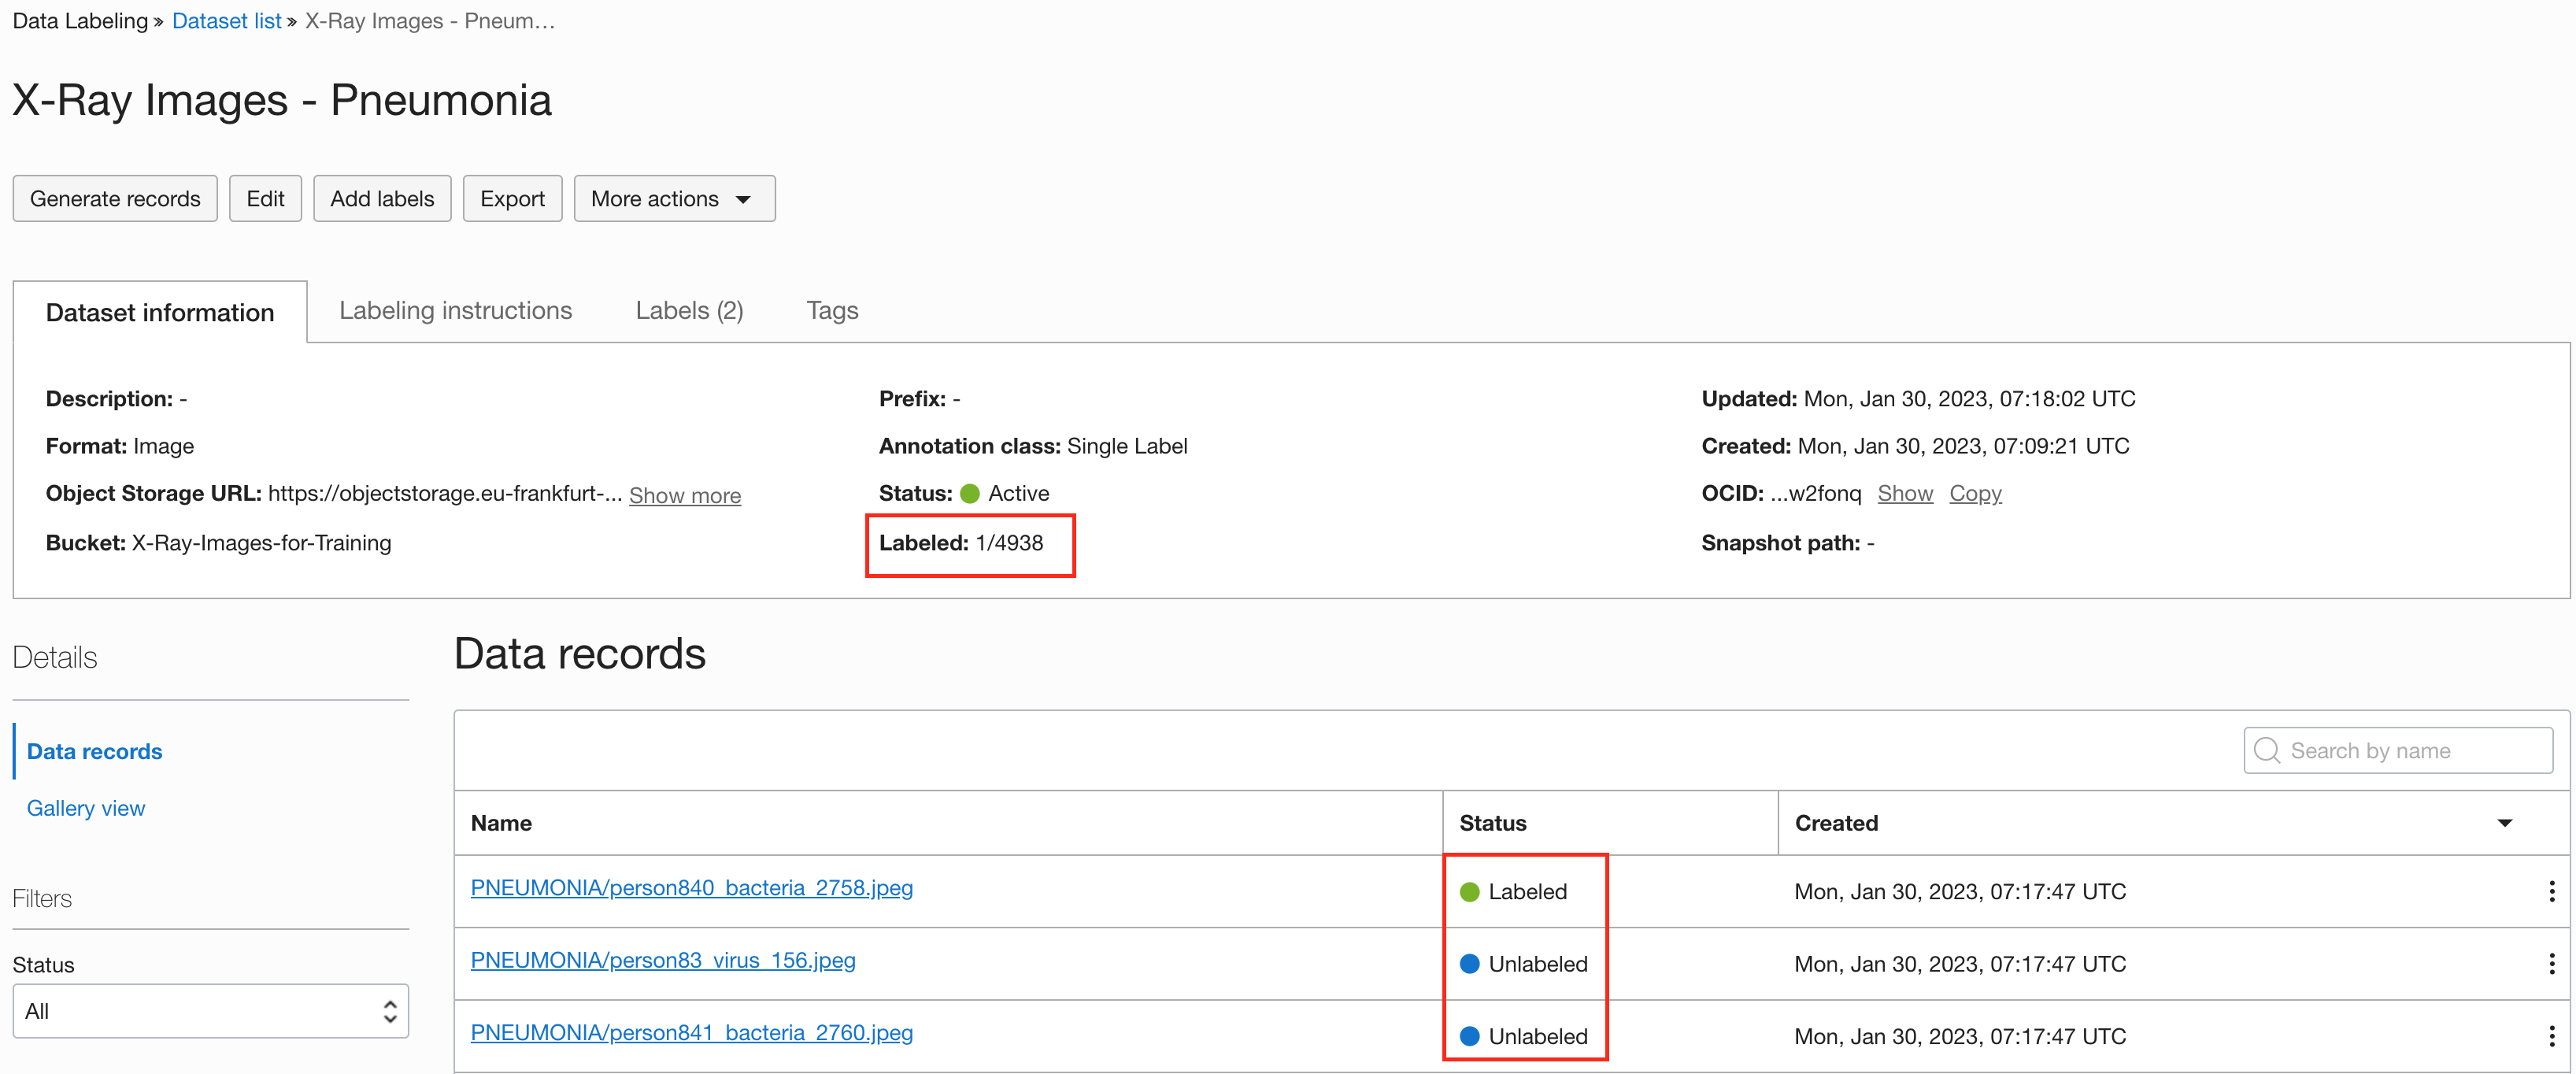 Data Labeling » Dataset list » X-Ray Images - Pneum…
X-Ray Images - Pneumonia
Generate records Edit Add labels Export More actions
Dataset information Labeling instructions Labels (2) Tags
Description: - Prefix: - Updated: Mon, Jan 30, 2023, 07:18:02 UTC
Format: Image Annotation class: Single Label Created: Mon, Jan 30, 2023, 07:09:21 UTC
Object Storage URL: https://objectstorage.eu-frankfurt-... Show more Status: Active OCID: ...w2fonq Show Copy
Bucket: X-Ray-Images-for-Training Labeled: 1/4938 Snapshot path: -
Details
Data records
Gallery view
Filters
Status
All
Data records
Search by name
Name Status Created
PNEUMONIA/person840_bacteria_2758.jpeg Labeled Mon, Jan 30, 2023, 07:17:47 UTC
PNEUMONIA/person83_virus_156.jpeg Unlabeled Mon, Jan 30, 2023, 07:17:47 UTC
PNEUMONIA/person841_bacteria_2760.jpeg Unlabeled Mon, Jan 30, 2023, 07:17:47 UTC